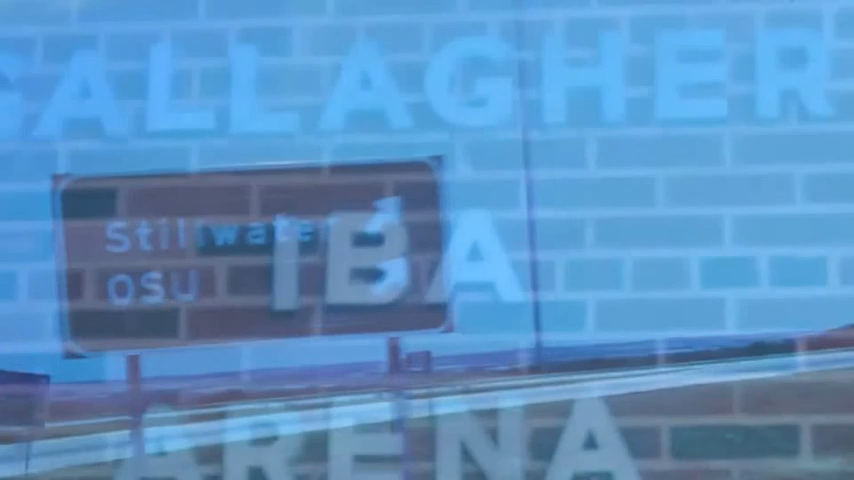 GALLAGHER
Stillwater
OSU
IBA
ARENA